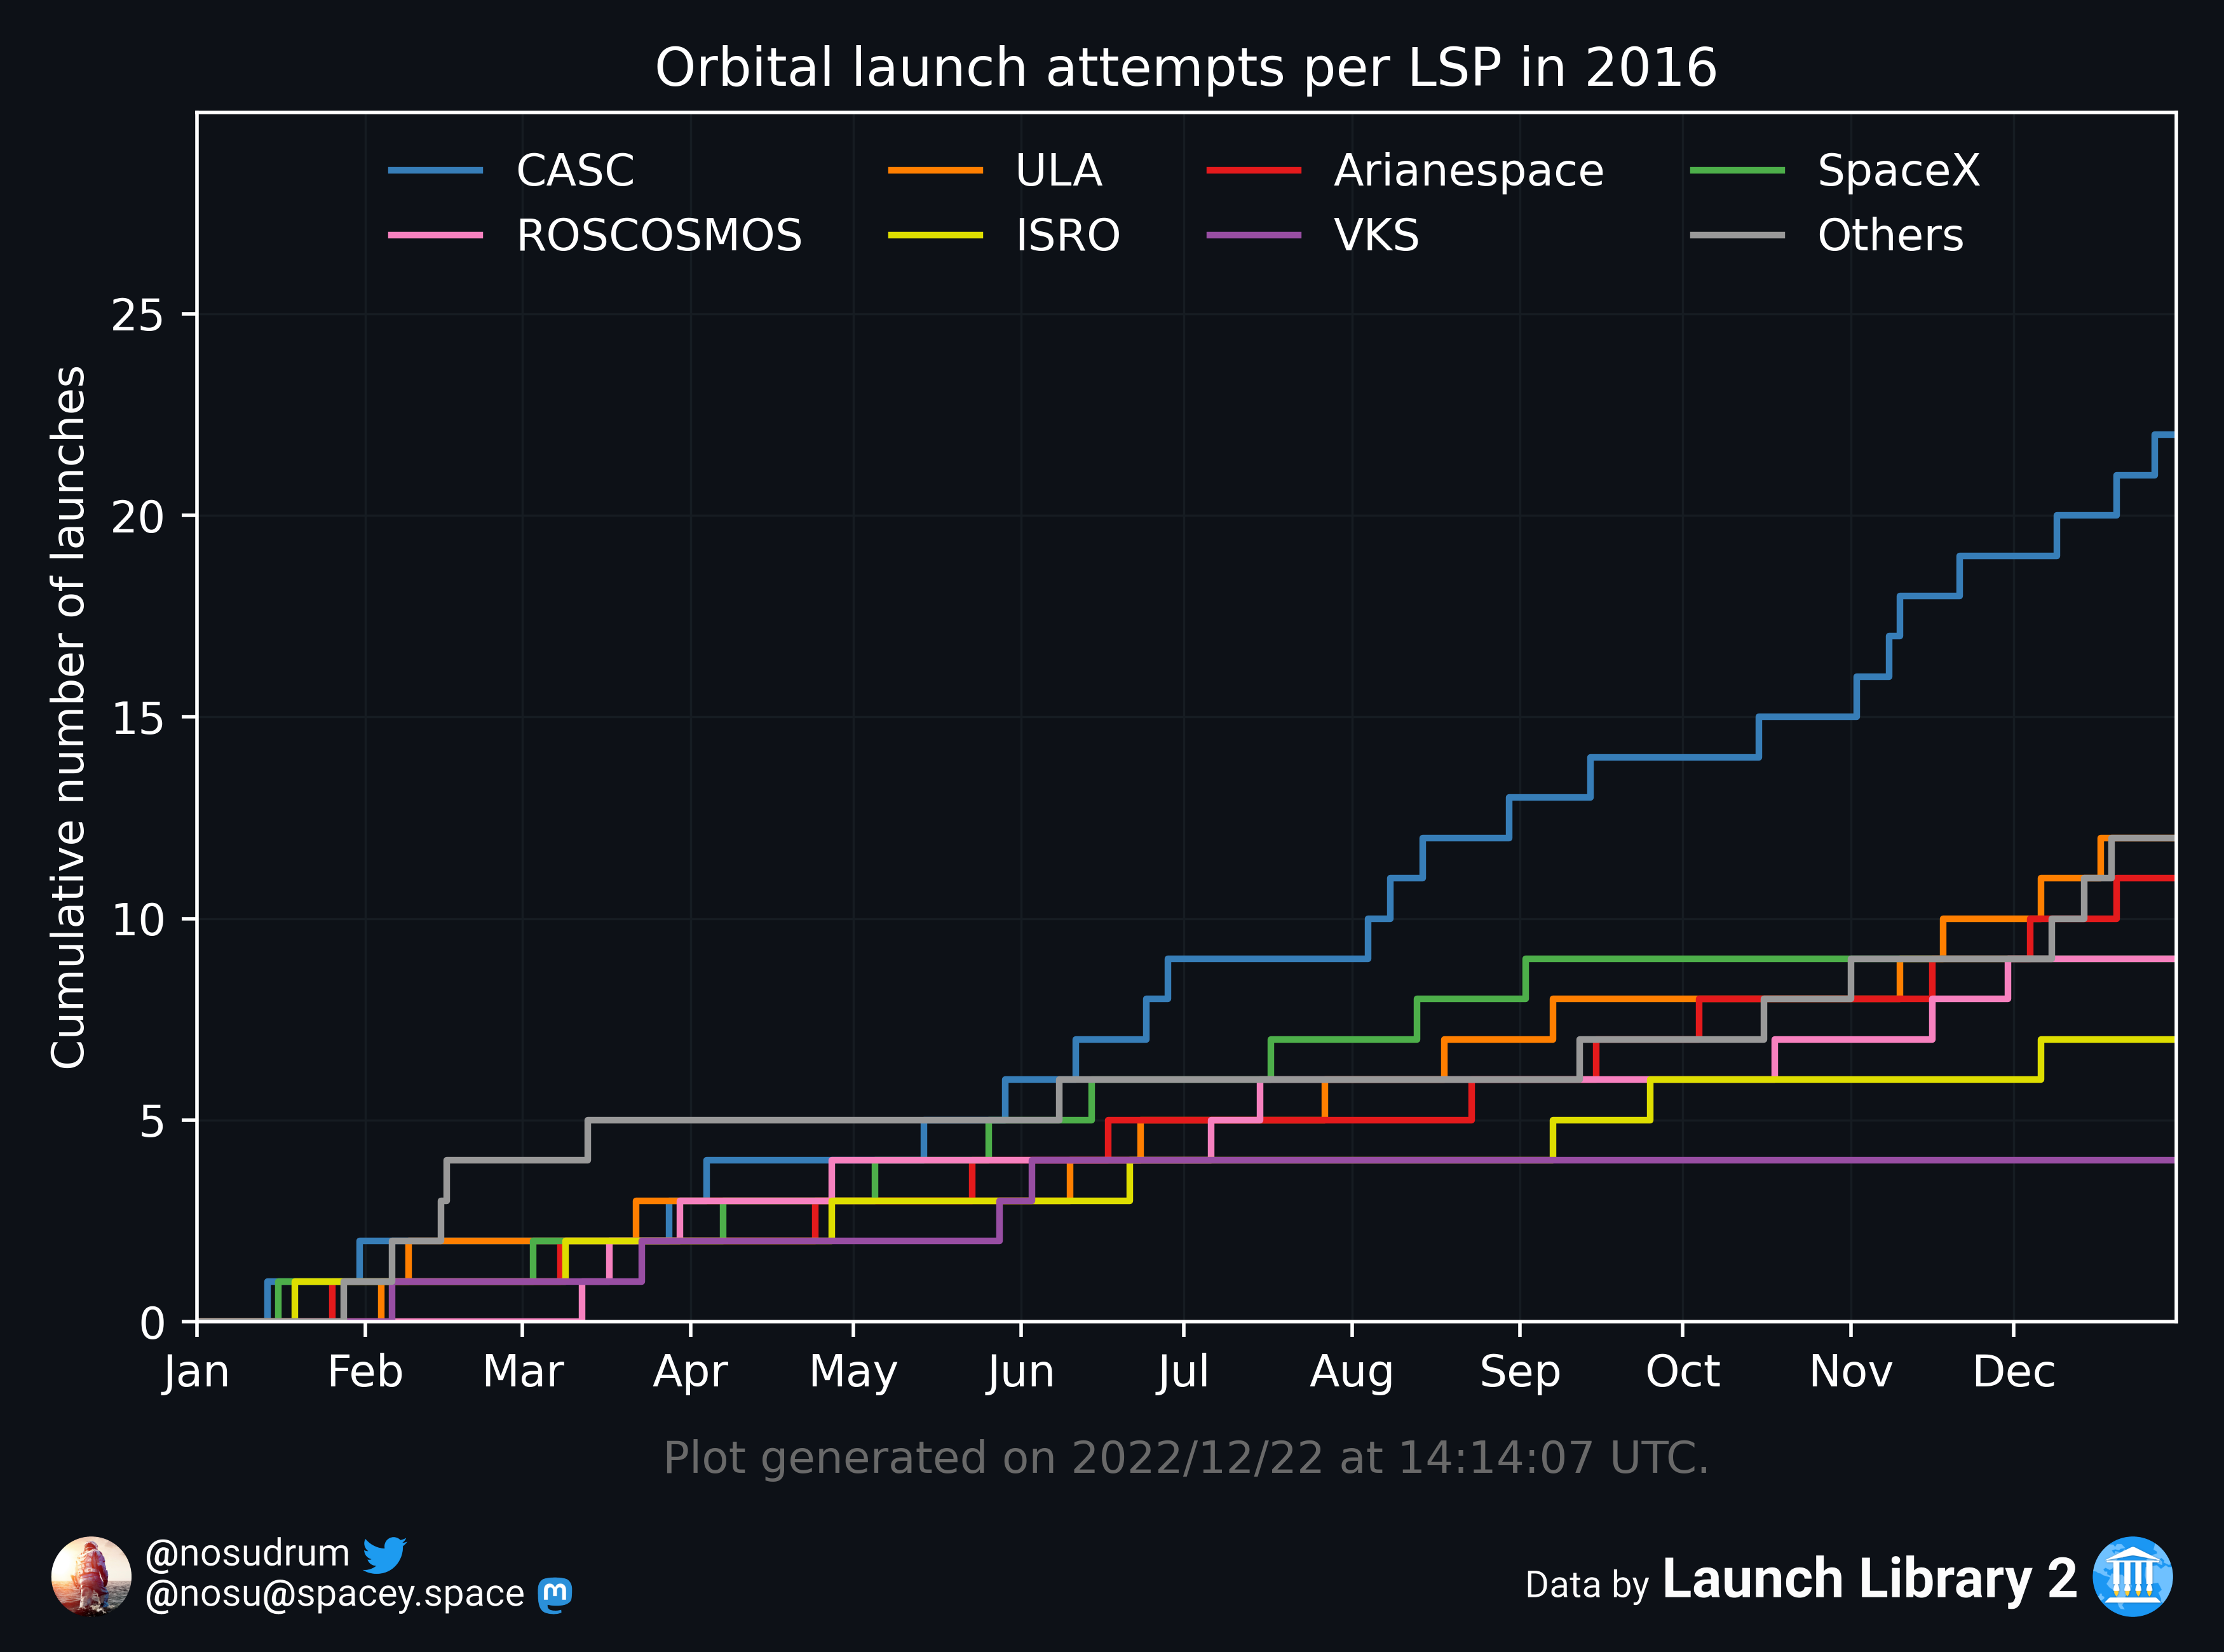 Orbital launch attempts per LSP in 2016
CASC ULA Arianespace SpaceX
ROSCOSMOS ISRO VKS Others
Cumulative number of launches
25
20
15
10
5
0
Jan Feb Mar Apr May Jun Jul Aug Sep Oct Nov Dec
Plot generated on 2022/12/22 at 14:14:07 UTC.
@nosudrum
@nosu@spacey.space
Data by Launch Library 2